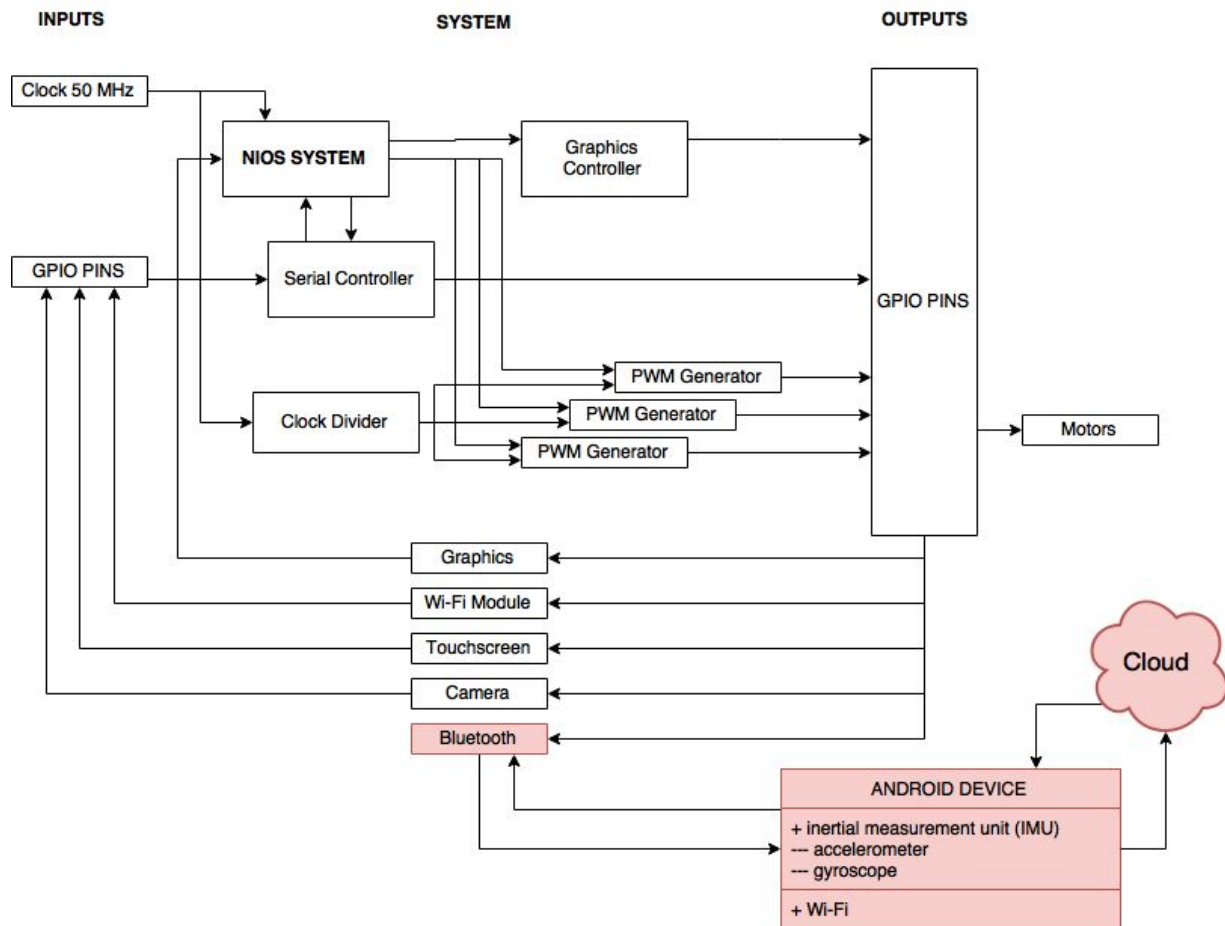 INPUTS
SYSTEM
OUTPUTS
Clock 50 MHz
NIOS SYSTEM
Graphics
Controller
GPIO PINS
Serial Controller
GPIO PINS
PWM Generator
Clock Divider
PWM Generator
PWM Generator
Motors
Graphics
Wi-Fi Module
Touchscreen
Camera
Bluetooth
Cloud
ANDROID DEVICE
+ inertial measurement unit (IMU)
--- accelerometer
--- gyroscope
+ Wi-Fi